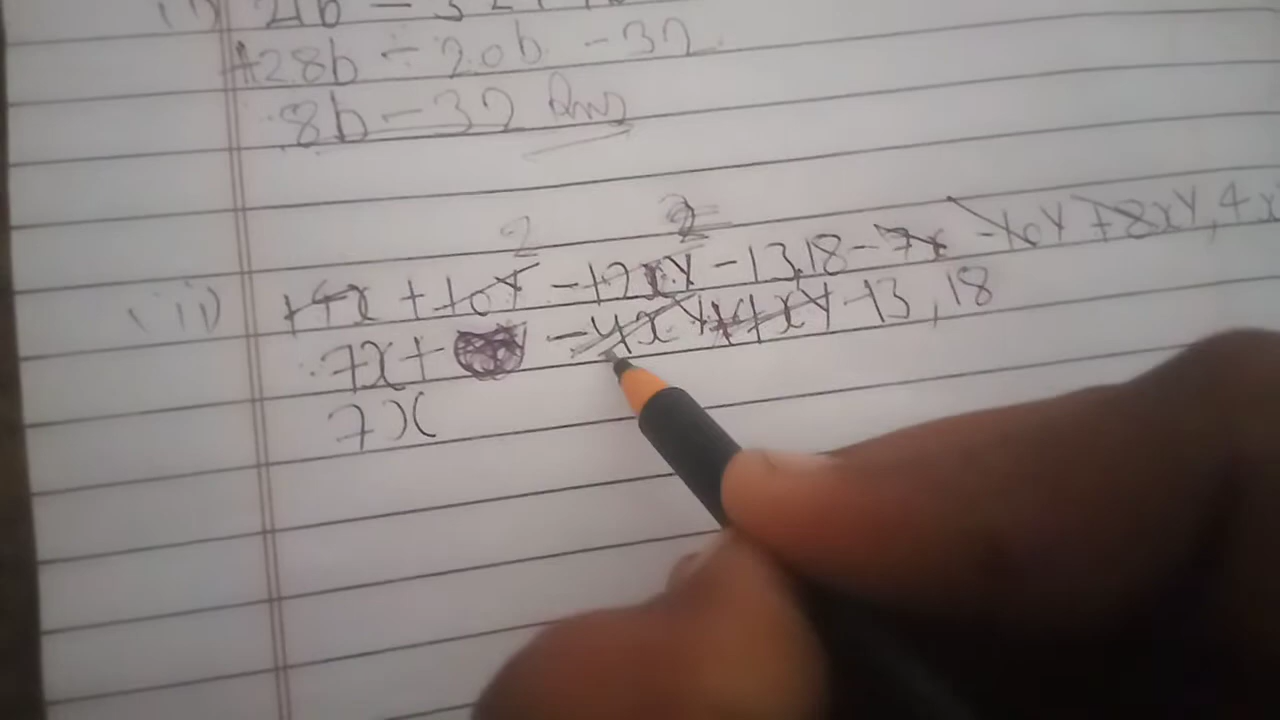 28b - 20b - 32
8b - 32 Ans
2 2
(ii) +10y - 12xy - 13, 18 - 7x - 10y + 8xy, 4x
7x + - 4xy + 4xy - 13, 18
7x